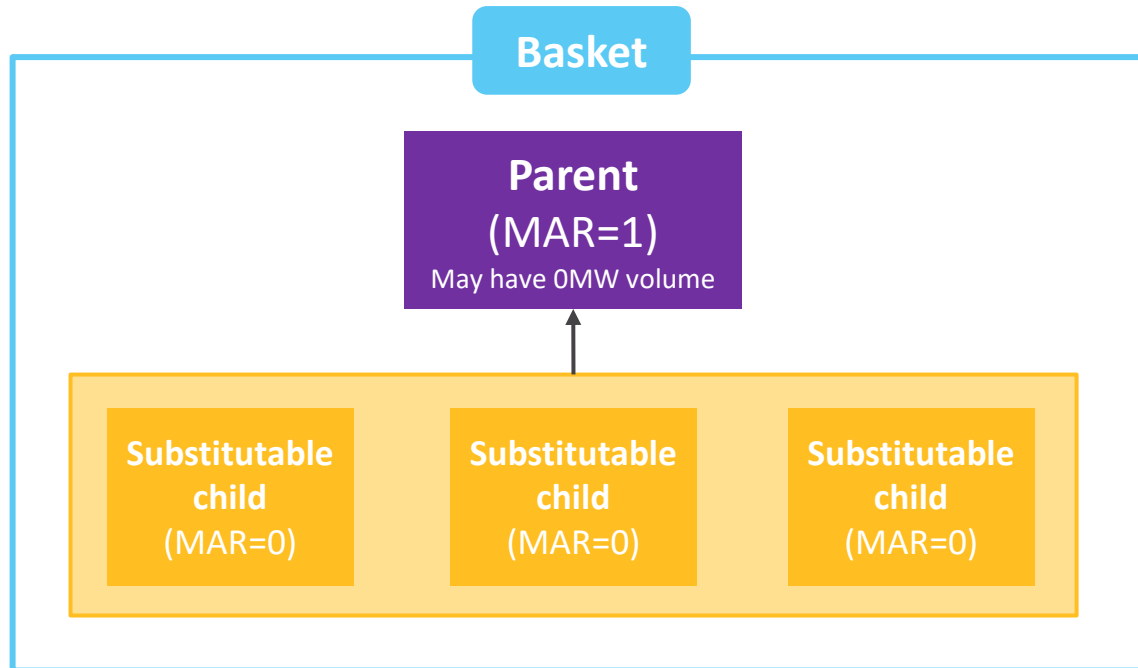 Basket
Parent
(MAR=1)
May have 0MW volume
Substitutable
child
(MAR=0)
Substitutable
child
(MAR=0)
Substitutable
child
(MAR=0)